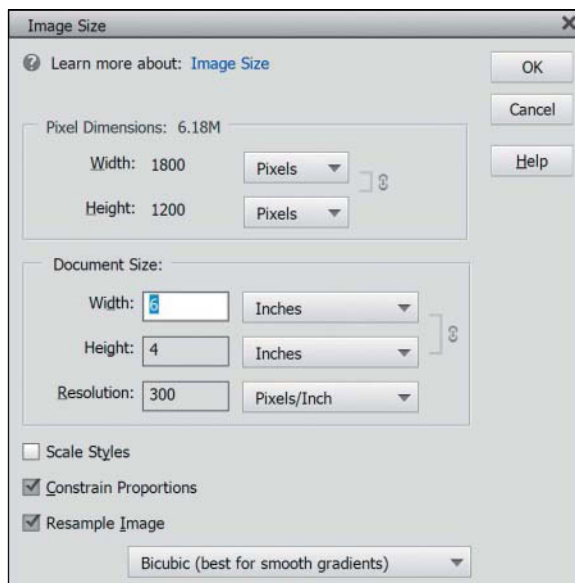 Image Size
Learn more about: Image Size
OK
Cancel
Help
Pixel Dimensions: 6.18M
Width: 1800 Pixels
Height: 1200 Pixels
Document Size:
Width: 6 Inches
Height: 4 Inches
Resolution: 300 Pixels/Inch
Scale Styles
Constrain Proportions
Resample Image
Bicubic (best for smooth gradients)